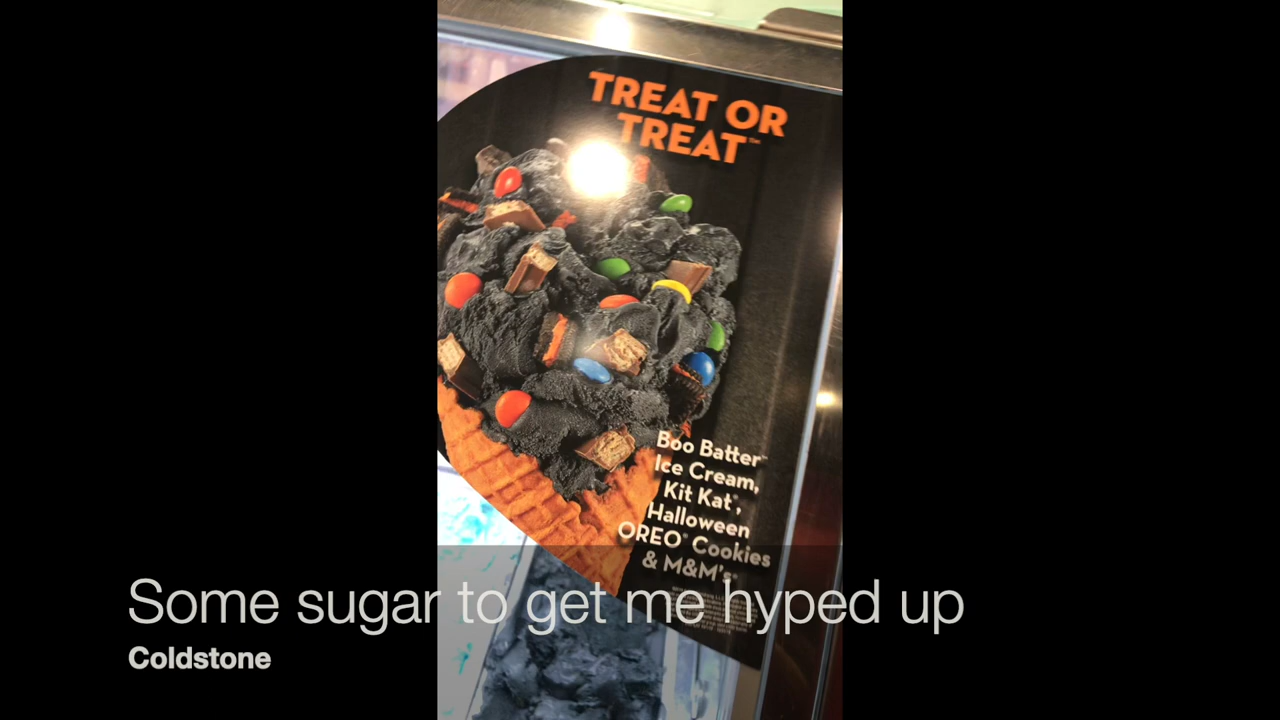 TREAT OR
TREAT™
Boo Batter™
Ice Cream,
Kit Kat®,
Halloween
OREO® Cookies
& M&M's®
Some sugar to get me hyped up
Coldstone